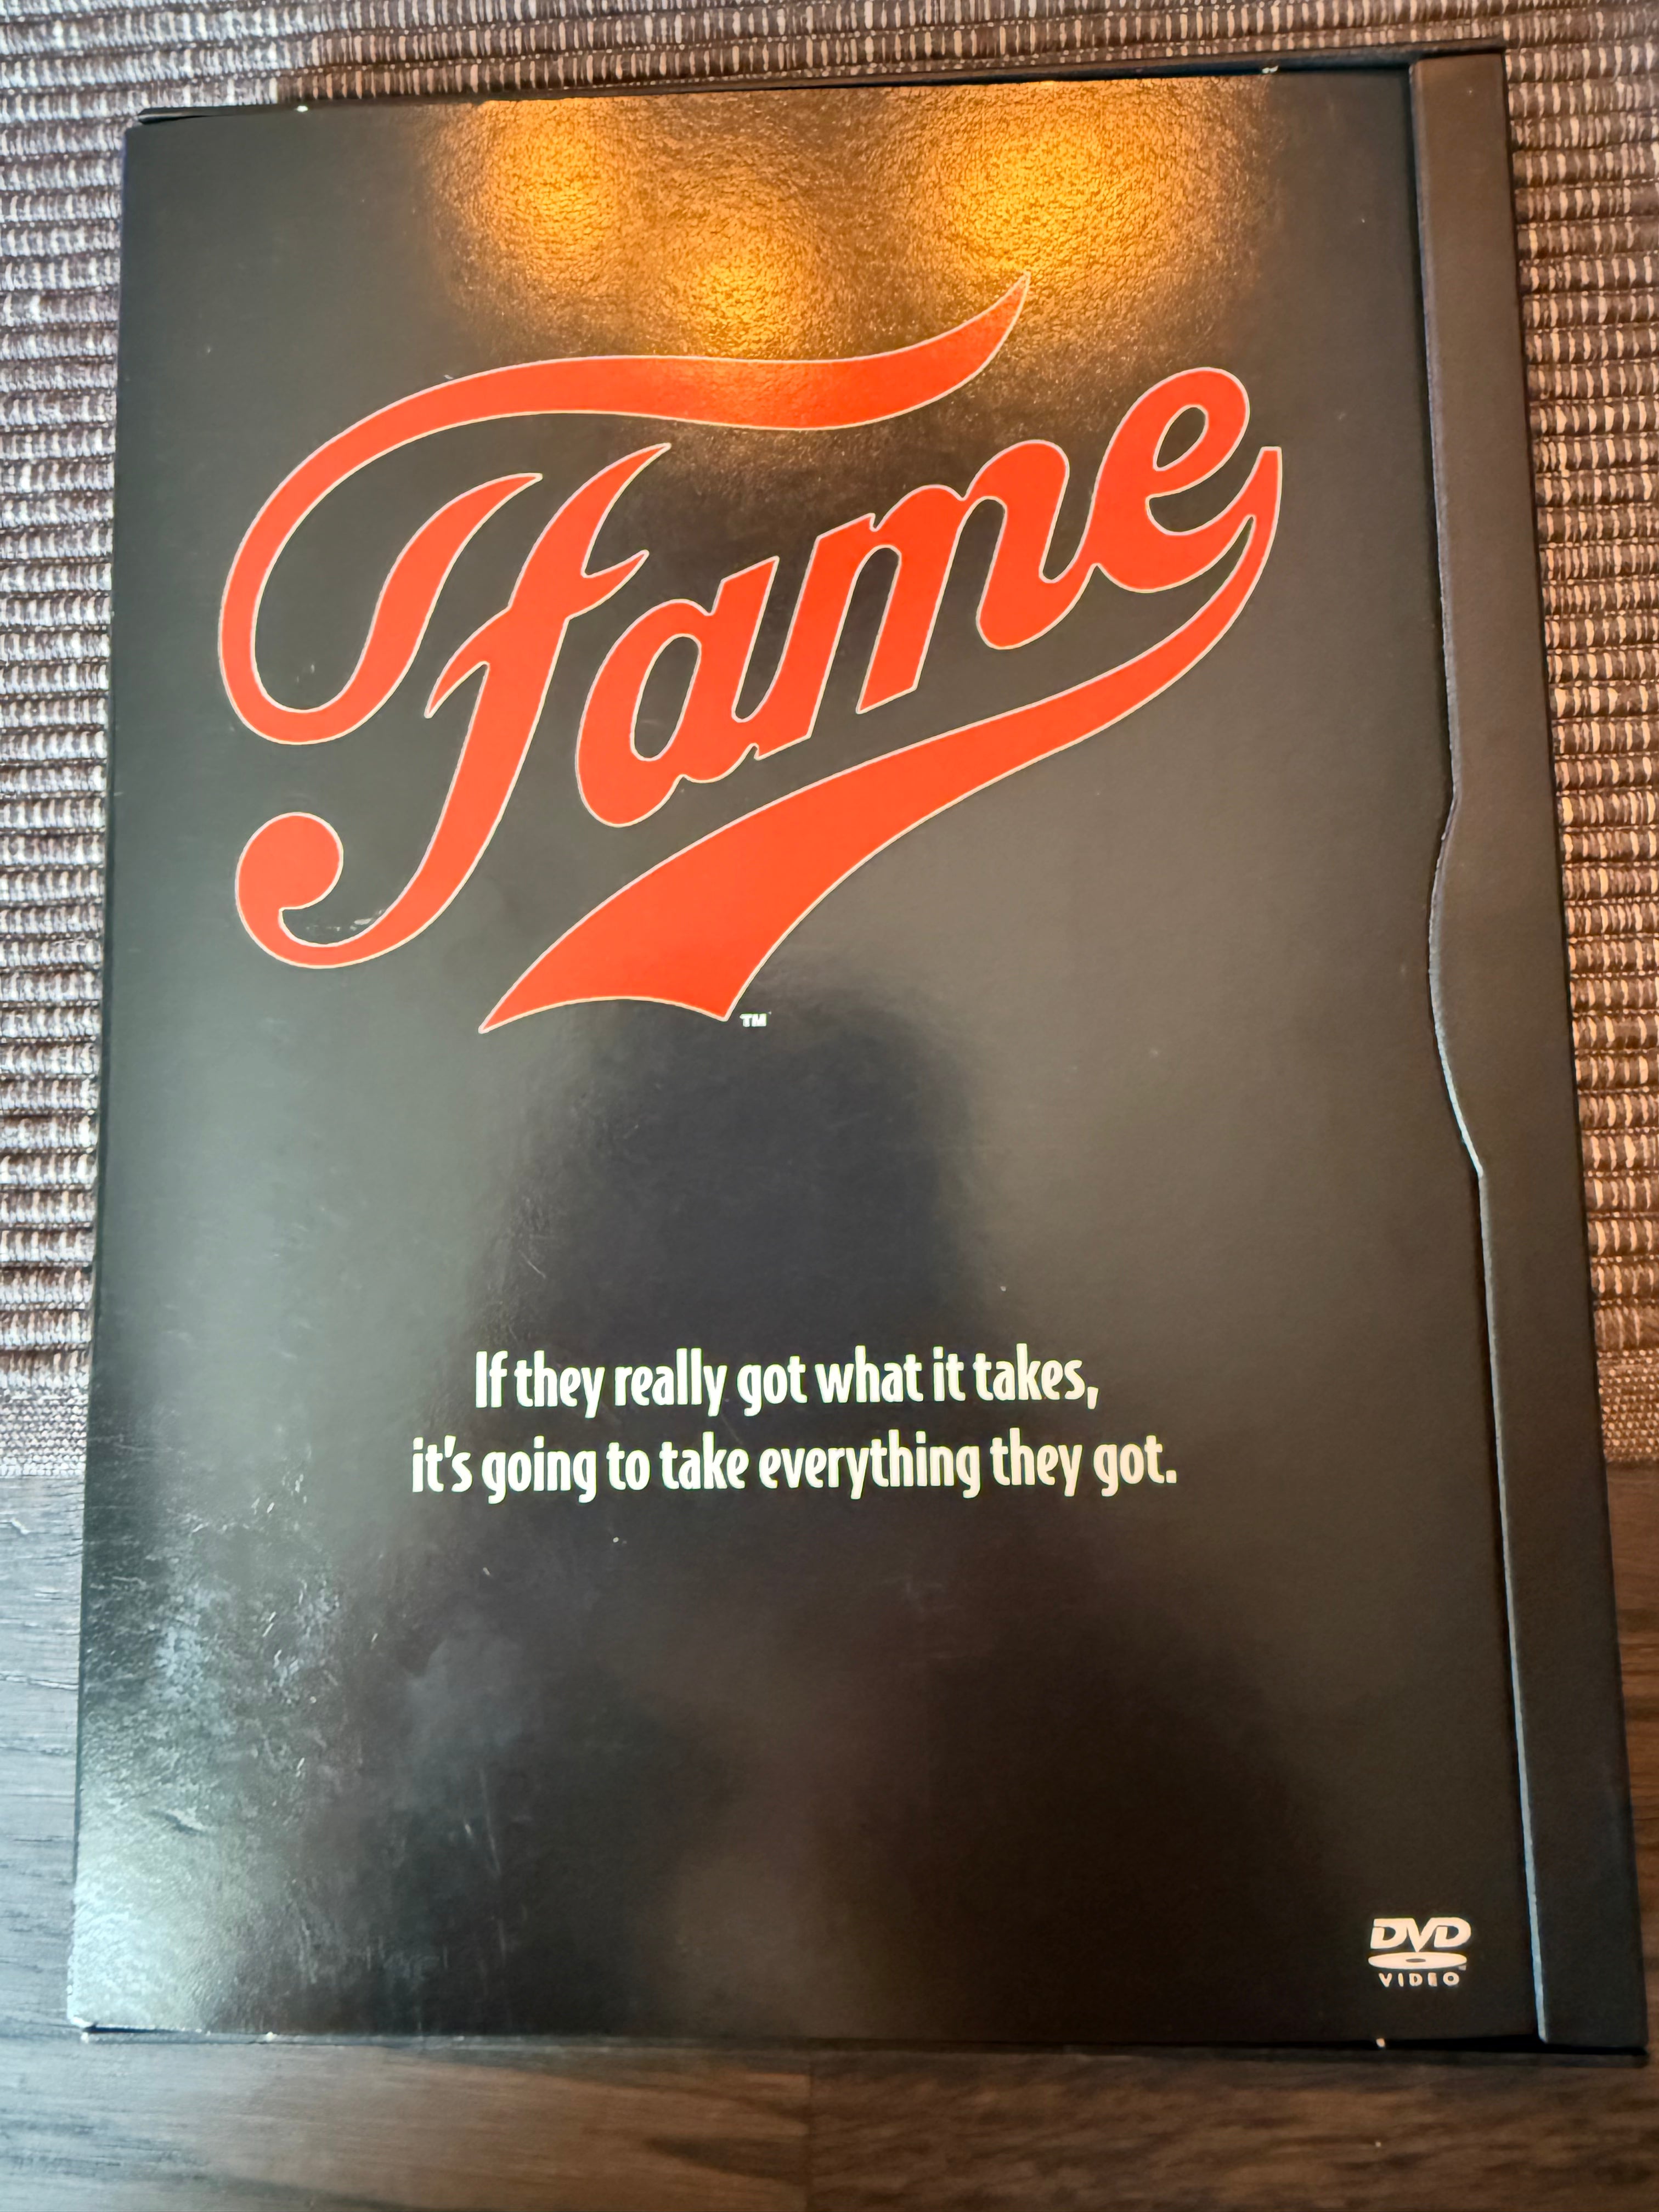 Fame
TM
If they really got what it takes,
it's going to take everything they got.
DVD
VIDEO